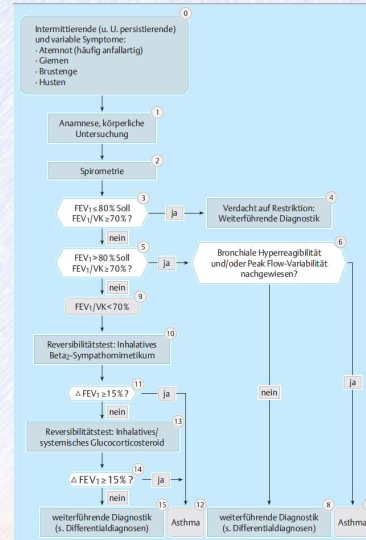 0
Intermittierende (u. U. persistierende)
und variable Symptome:
· Atemnot (häufig anfallartig)
· Giemen
· Brustenge
· Husten
1
Anamnese, körperliche
Untersuchung
2
Spirometrie
3
FEV₁ ≤ 80% Soll
FEV₁/VK ≥ 70% ?
ja
4
Verdacht auf Restriktion:
Weiterführende Diagnostik
nein
5
FEV₁ > 80% Soll
FEV₁/VK ≥ 70% ?
ja
6
Bronchiale Hyperreagibilität
und/oder Peak Flow-Variabilität
nachgewiesen?
nein
9
FEV₁/VK < 70%
10
Reversibilitätstest: Inhalatives
Beta₂-Sympathomimetikum
11
Δ FEV₁ ≥ 15% ?
ja
nein
ja
nein
13
Reversibilitätstest: Inhalatives/
systemisches Glucocorticosteroid
14
Δ FEV₁ ≥ 15% ?
ja
nein
15
weiterführende Diagnostik
(s. Differentialdiagnosen)
12
Asthma
8
weiterführende Diagnostik
(s. Differentialdiagnosen)
Asthma